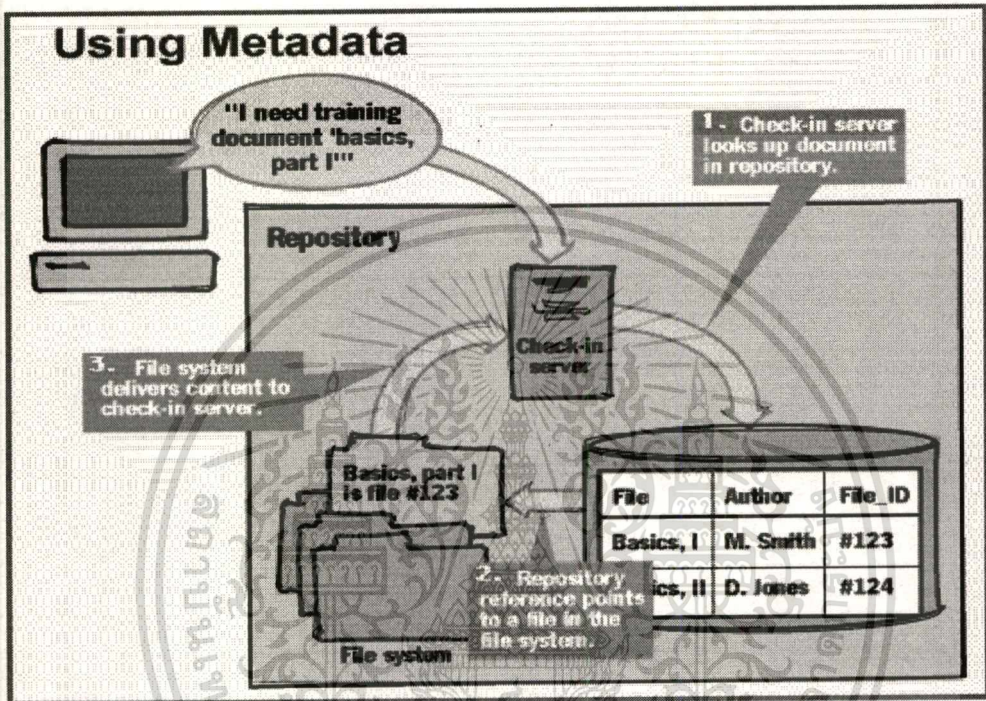 Using Metadata
"I need training
document 'basics,
part I'"
1- Check-in server
looks up document
in repository.
Repository
Check-in
server
3- File system
delivers content to
check-in server.
Basics, part I
is file #123
File Author File_ID
Basics, I M. Smith #123
ics, II D. Jones #124
2- Repository
reference points
to a file in the
file system.
File system